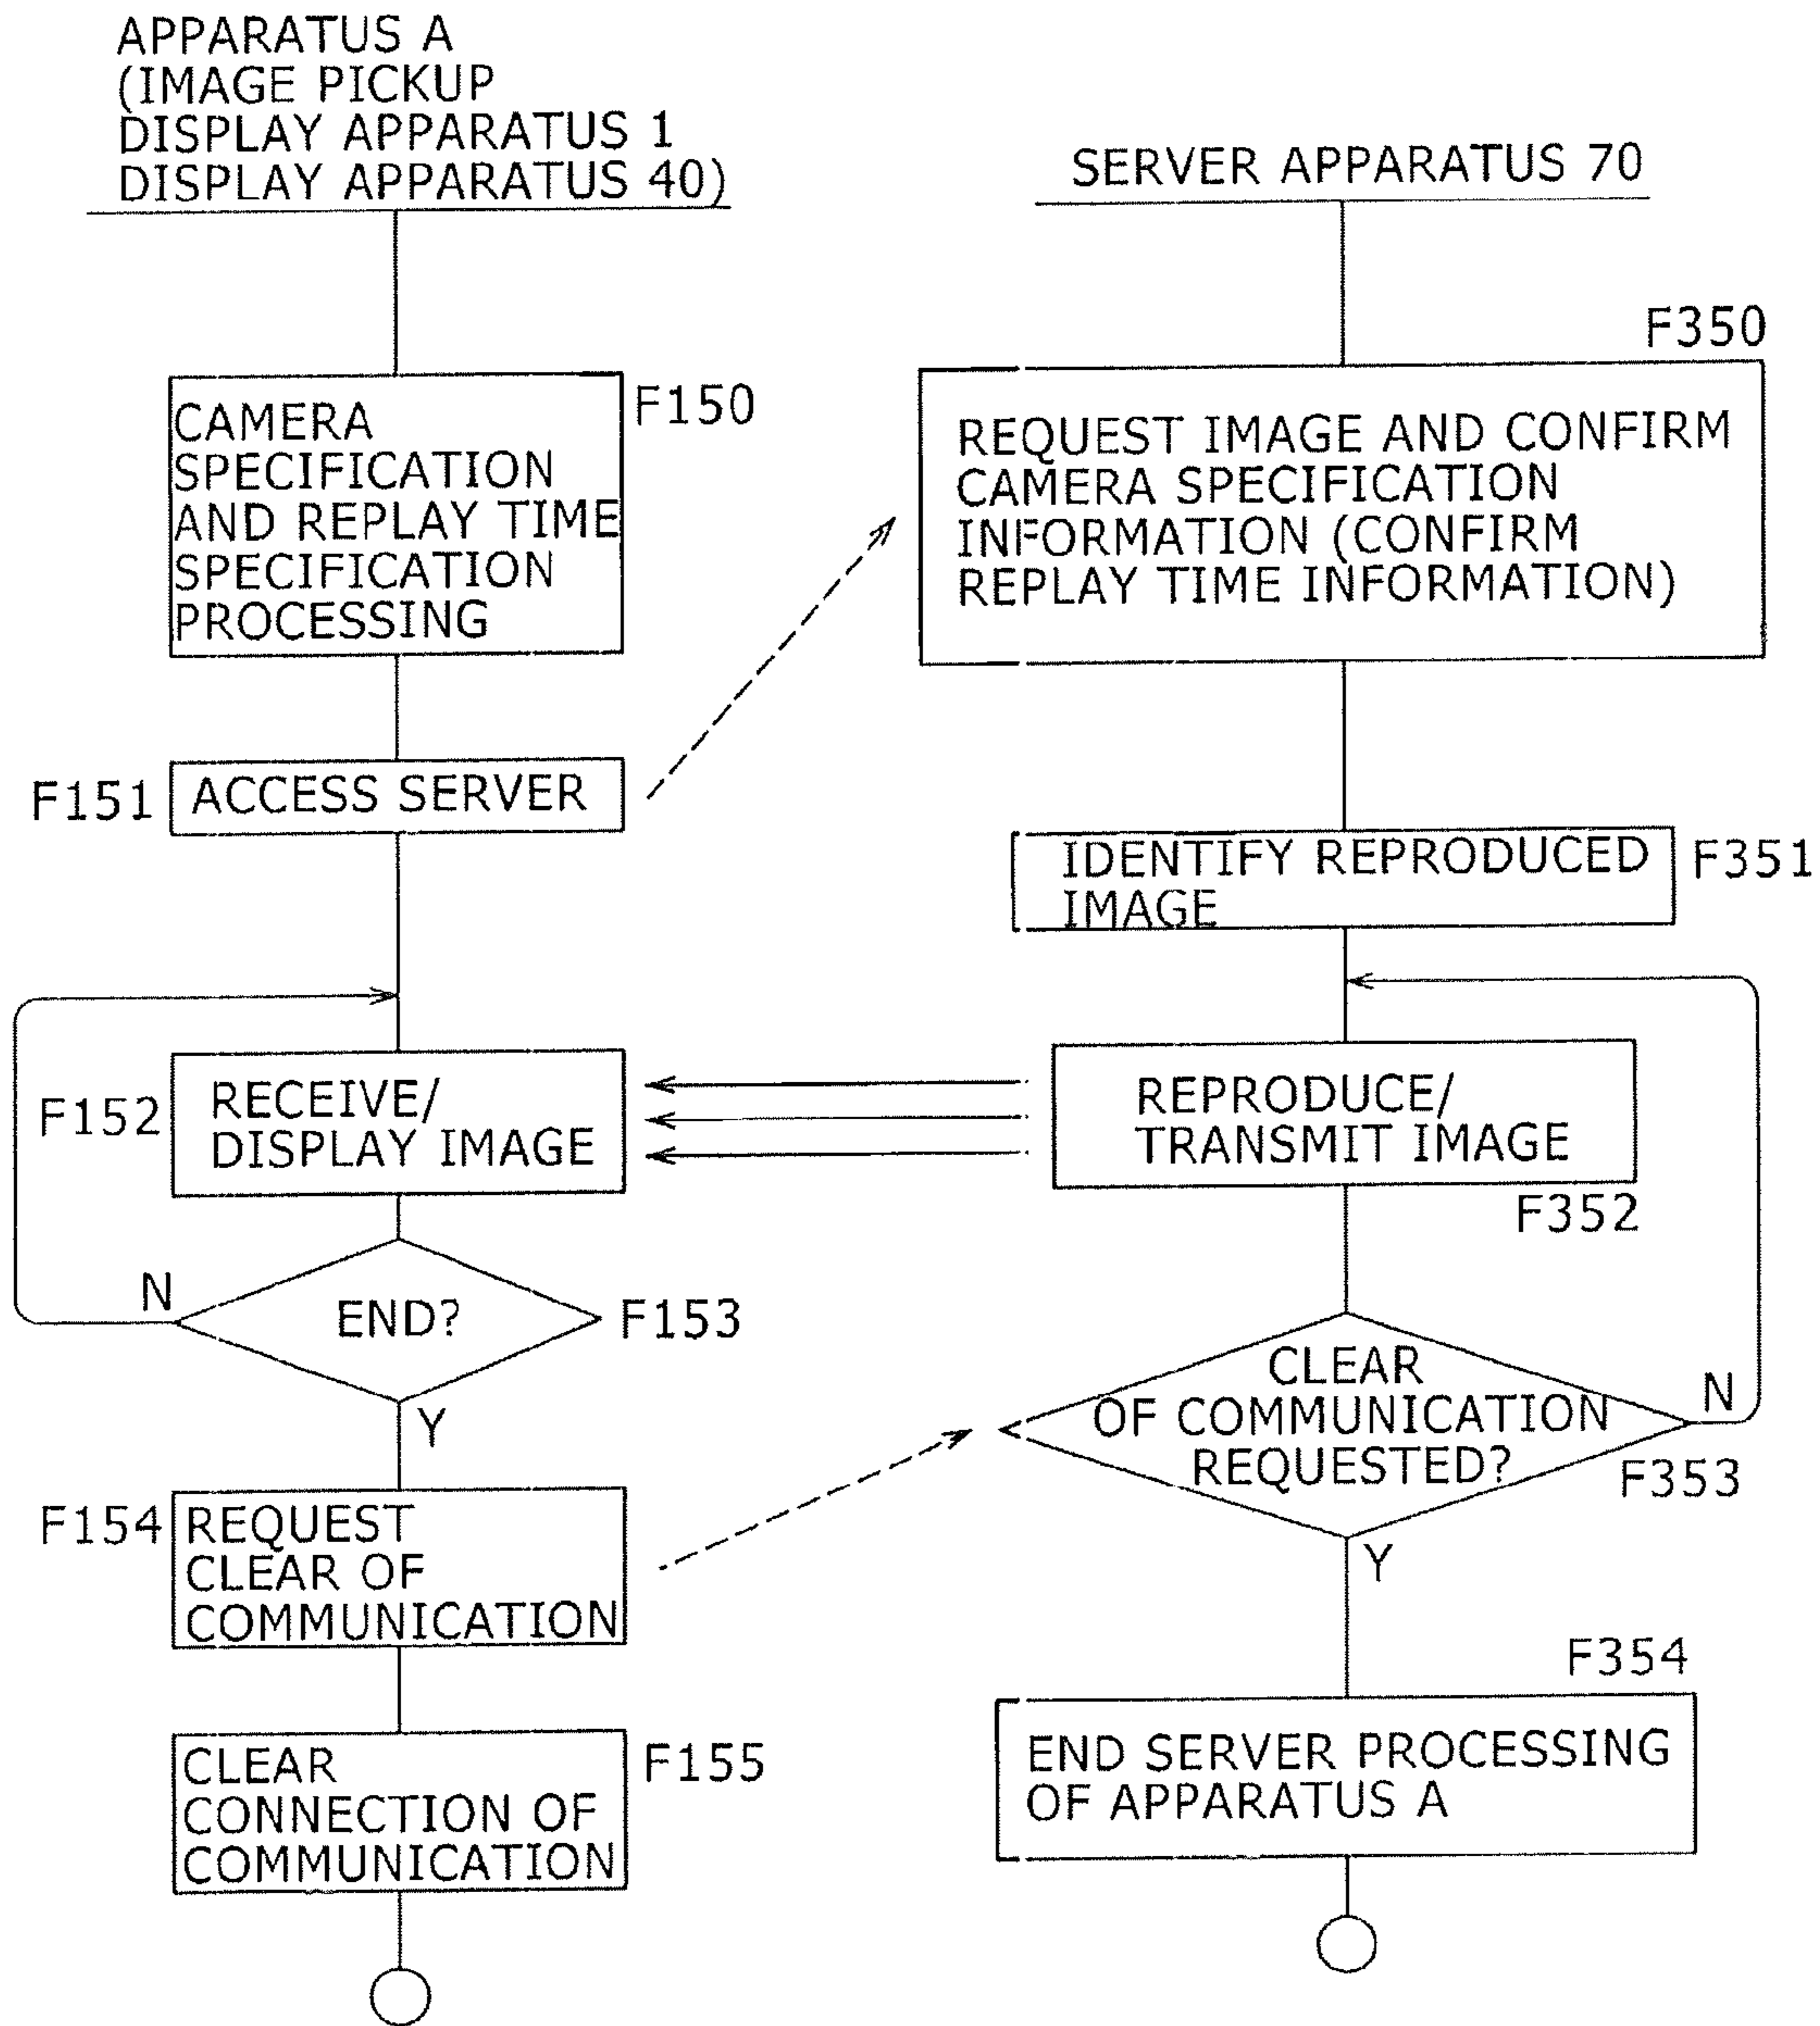 APPARATUS A
(IMAGE PICKUP
DISPLAY APPARATUS 1
DISPLAY APPARATUS 40)
CAMERA
SPECIFICATION
AND REPLAY TIME
SPECIFICATION
PROCESSING
F150
F151
ACCESS SERVER
F152
RECEIVE/
DISPLAY IMAGE
N
END?
F153
Y
F154
REQUEST
CLEAR OF
COMMUNICATION
CLEAR
CONNECTION OF
COMMUNICATION
F155
SERVER APPARATUS 70
F350
REQUEST IMAGE AND CONFIRM
CAMERA SPECIFICATION
INFORMATION (CONFIRM
REPLAY TIME INFORMATION)
IDENTIFY REPRODUCED
IMAGE
F351
REPRODUCE/
TRANSMIT IMAGE
F352
CLEAR
OF COMMUNICATION
REQUESTED?
N
F353
Y
F354
END SERVER PROCESSING
OF APPARATUS A